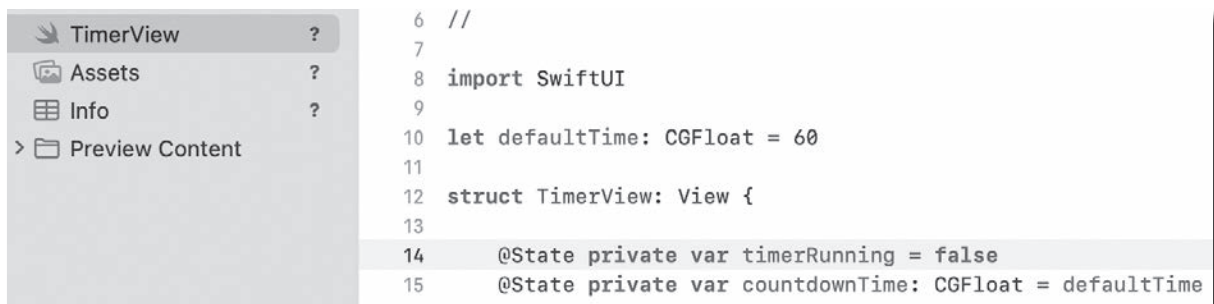 TimerView ?
Assets ?
Info ?
> Preview Content
6 //
7
8 import SwiftUI
9
10 let defaultTime: CGFloat = 60
11
12 struct TimerView: View {
13
14 @State private var timerRunning = false
15 @State private var countdownTime: CGFloat = defaultTime